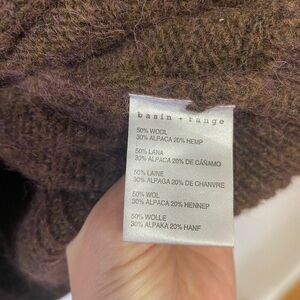 basin + range
50% WOOL
30% ALPACA 20% HEMP
50% LANA
30% ALPACA 20% DE CÁÑAMO
50% LAINE
30% ALPAGA 20% DE CHANVRE
50% WOL
30% ALPACA 20% HENNEP
50% WOLLE
30% ALPAKA 20% HANF